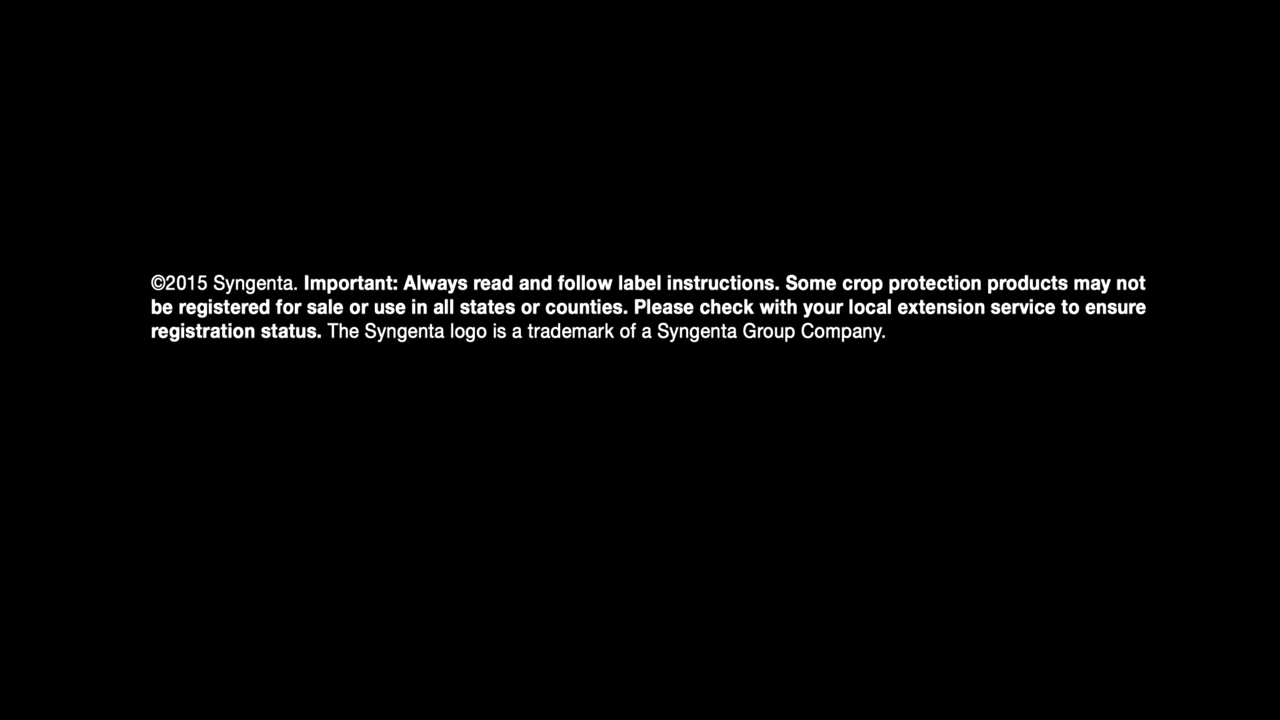 ©2015 Syngenta. Important: Always read and follow label instructions. Some crop protection products may not
be registered for sale or use in all states or counties. Please check with your local extension service to ensure
registration status. The Syngenta logo is a trademark of a Syngenta Group Company.